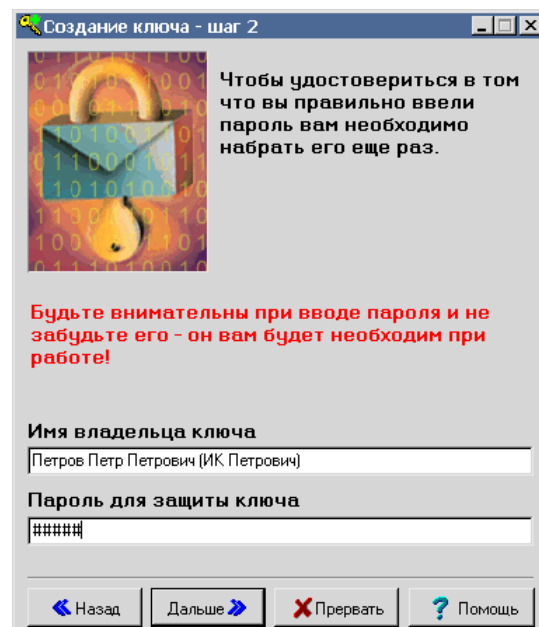 Создание ключа - шаг 2
Чтобы удостовериться в том
что вы правильно ввели
пароль вам необходимо
набрать его еще раз.
Будьте внимательны при вводе пароля и не
забудьте его - он вам будет необходим при
работе!
Имя владельца ключа
Петров Петр Петрович (ИК Петрович)
Пароль для защиты ключа
#####
Назад Дальше Прервать Помощь